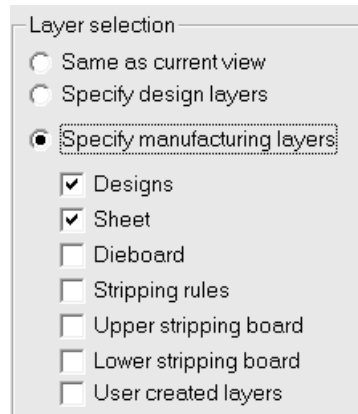 Layer selection
Same as current view
Specify design layers
Specify manufacturing layers
Designs
Sheet
Dieboard
Stripping rules
Upper stripping board
Lower stripping board
User created layers